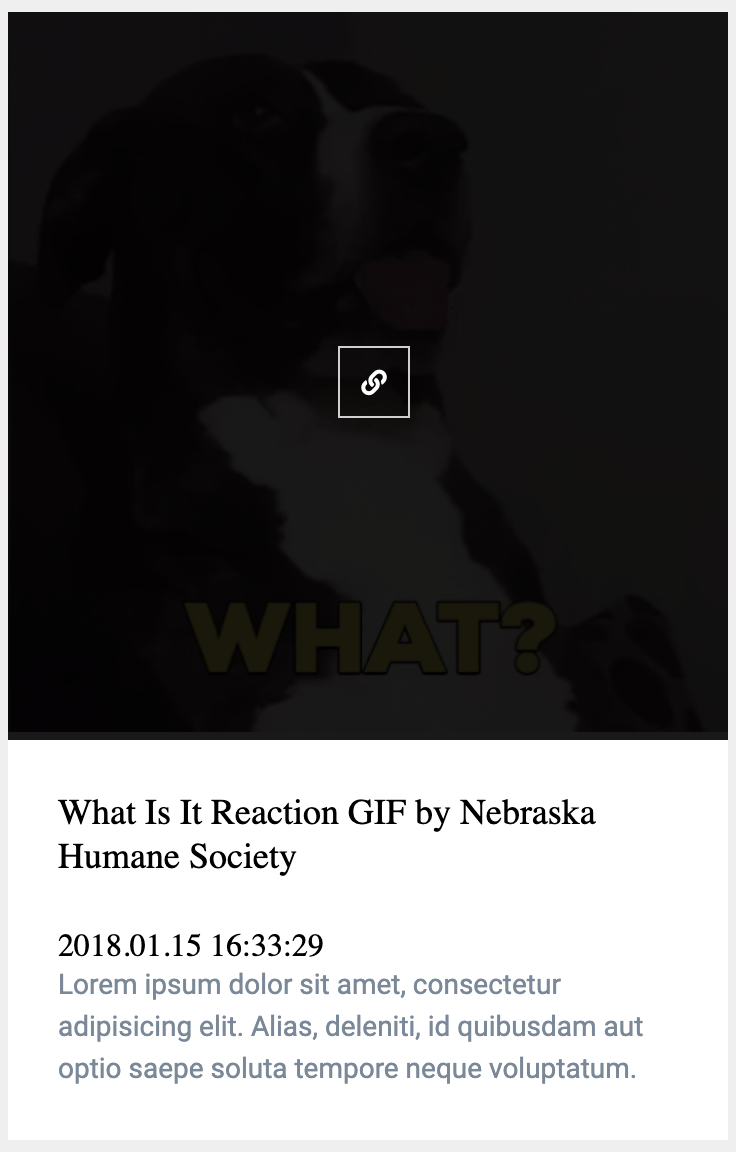 WHAT?
What Is It Reaction GIF by Nebraska
Humane Society
2018.01.15 16:33:29
Lorem ipsum dolor sit amet, consectetur
adipisicing elit. Alias, deleniti, id quibusdam aut
optio saepe soluta tempore neque voluptatum.